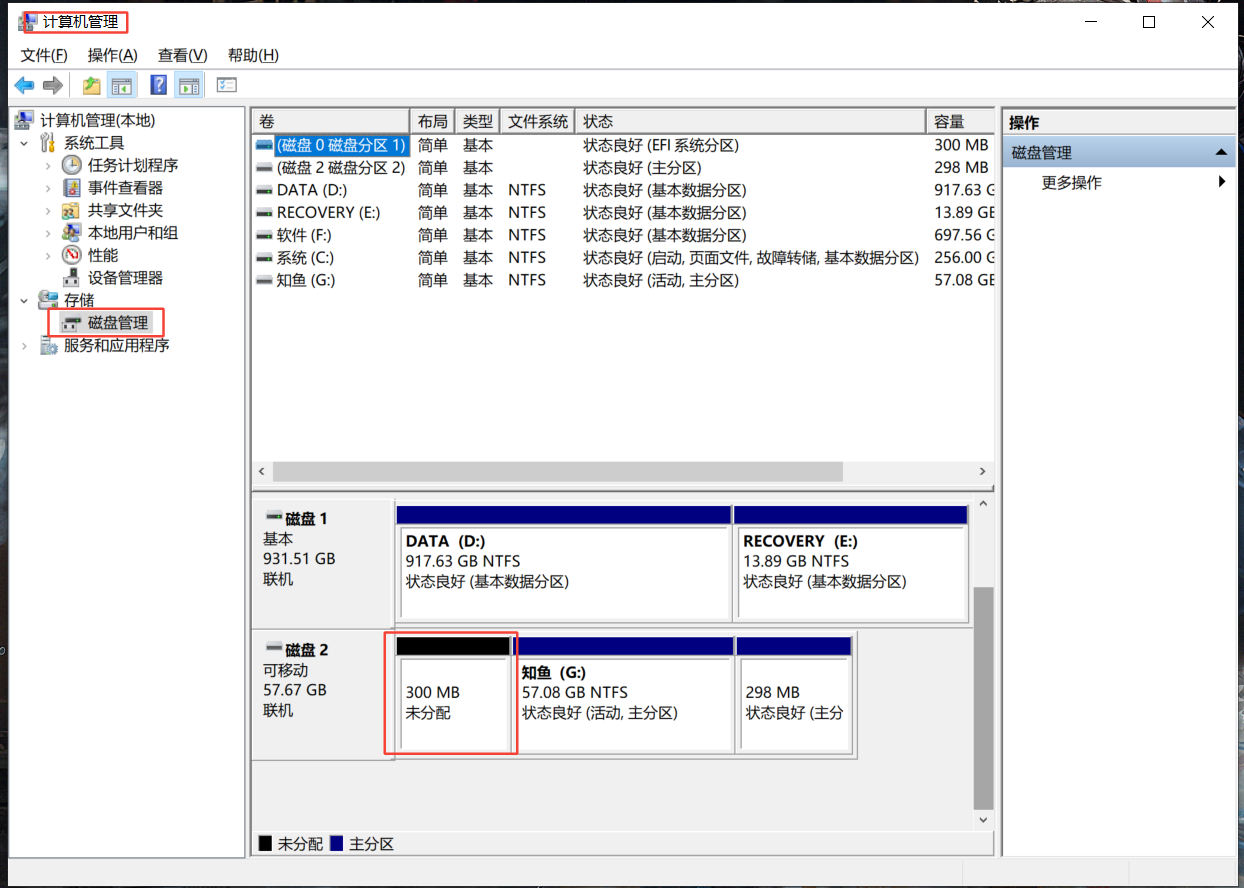 计算机管理
文件(F) 操作(A) 查看(V) 帮助(H)
计算机管理(本地)
系统工具
任务计划程序
事件查看器
共享文件夹
本地用户和组
性能
设备管理器
存储
磁盘管理
服务和应用程序
卷 布局 类型 文件系统 状态 容量
(磁盘 0 磁盘分区 1) 简单 基本 状态良好 (EFI 系统分区) 300 MB
(磁盘 2 磁盘分区 2) 简单 基本 状态良好 (主分区) 298 MB
DATA (D:) 简单 基本 NTFS 状态良好 (基本数据分区) 917.63 G
RECOVERY (E:) 简单 基本 NTFS 状态良好 (基本数据分区) 13.89 GE
软件 (F:) 简单 基本 NTFS 状态良好 (基本数据分区) 697.56 G
系统 (C:) 简单 基本 NTFS 状态良好 (启动, 页面文件, 故障转储, 基本数据分区) 256.00 G
知鱼 (G:) 简单 基本 NTFS 状态良好 (活动, 主分区) 57.08 GE
磁盘 1
基本
931.51 GB
联机
DATA (D:)
917.63 GB NTFS
状态良好 (基本数据分区)
RECOVERY (E:)
13.89 GB NTFS
状态良好 (基本数据分区)
磁盘 2
可移动
57.67 GB
联机
300 MB
未分配
知鱼 (G:)
57.08 GB NTFS
状态良好 (活动, 主分区)
298 MB
状态良好 (主分
未分配 主分区
操作
磁盘管理
更多操作